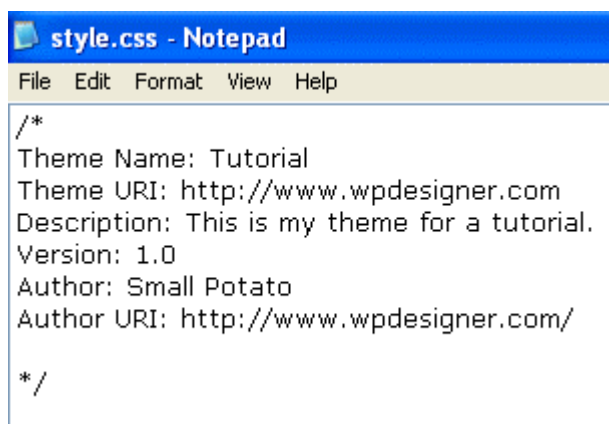 style.css - Notepad
File Edit Format View Help
/*
Theme Name: Tutorial
Theme URI: http://www.wpdesigner.com
Description: This is my theme for a tutorial.
Version: 1.0
Author: Small Potato
Author URI: http://www.wpdesigner.com/
*/